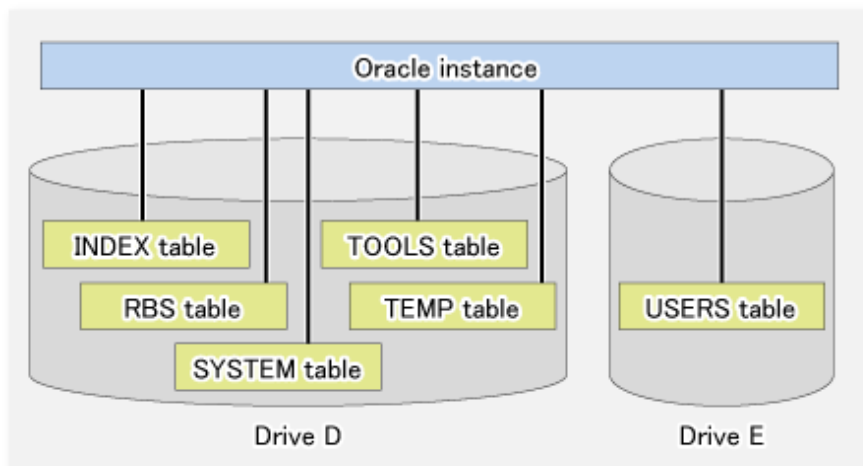 Oracle instance
INDEX table
TOOLS table
RBS table
TEMP table
USERS table
SYSTEM table
Drive D
Drive E